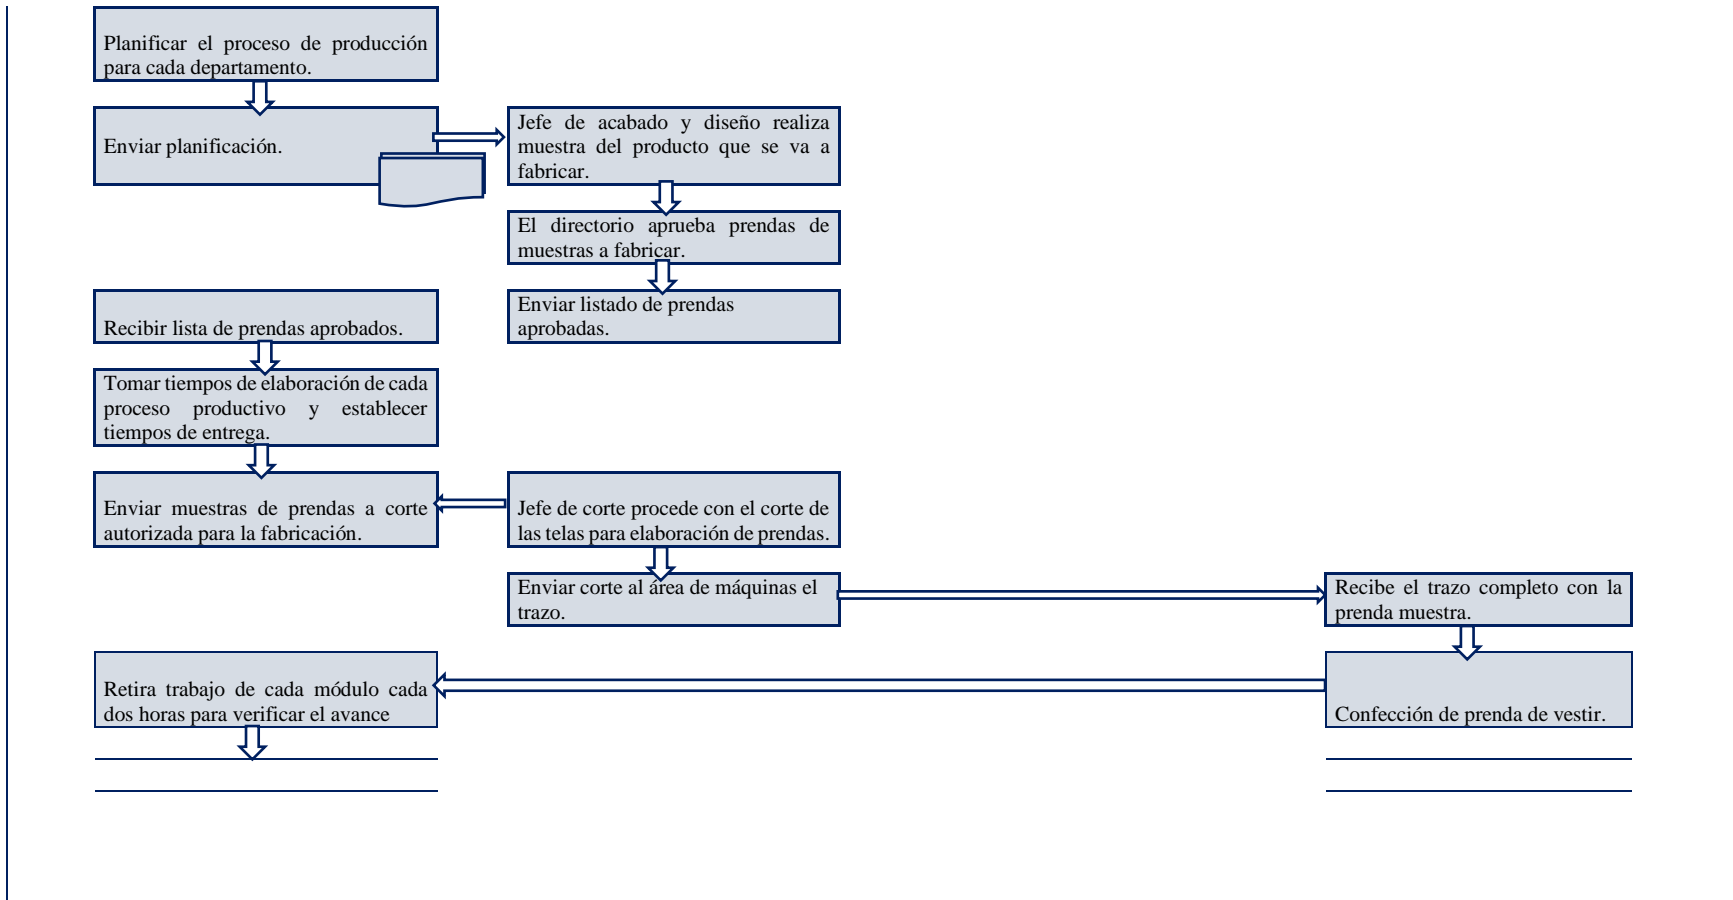 Planificar el proceso de producción
para cada departamento.
Enviar planificación.
Jefe de acabado y diseño realiza
muestra del producto que se va a
fabricar.
El directorio aprueba prendas de
muestras a fabricar.
Recibir lista de prendas aprobados.
Enviar listado de prendas
aprobadas.
Tomar tiempos de elaboración de cada
proceso productivo y establecer
tiempos de entrega.
Enviar muestras de prendas a corte
autorizada para la fabricación.
Jefe de corte procede con el corte de
las telas para elaboración de prendas.
Enviar corte al área de máquinas el
trazo.
Recibe el trazo completo con la
prenda muestra.
Retira trabajo de cada módulo cada
dos horas para verificar el avance
Confección de prenda de vestir.